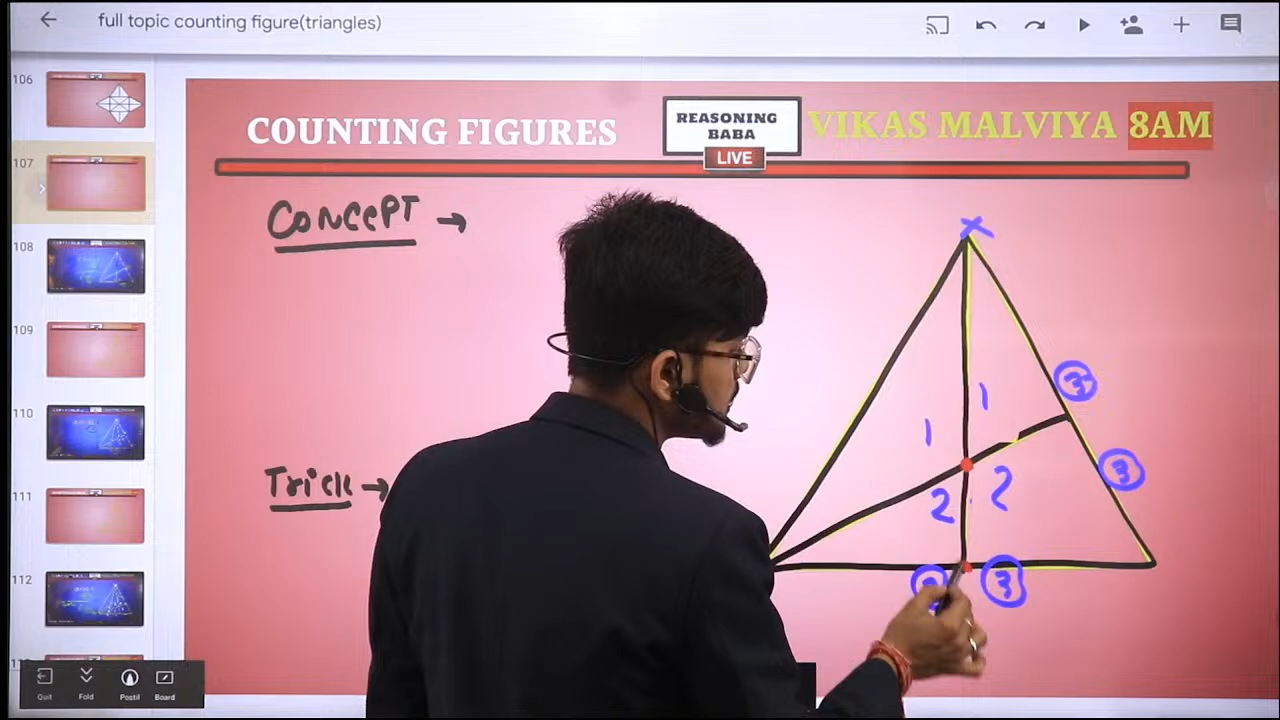 full topic counting figure(triangles)
106
107
108
109
110
111
112
COUNTING FIGURES
REASONING
BABA
LIVE
VIKAS MALVIYA 8AM
CONCEPT →
Trick →
1
1
2
2
3
3
3
Quit
Fold
Postil
Board